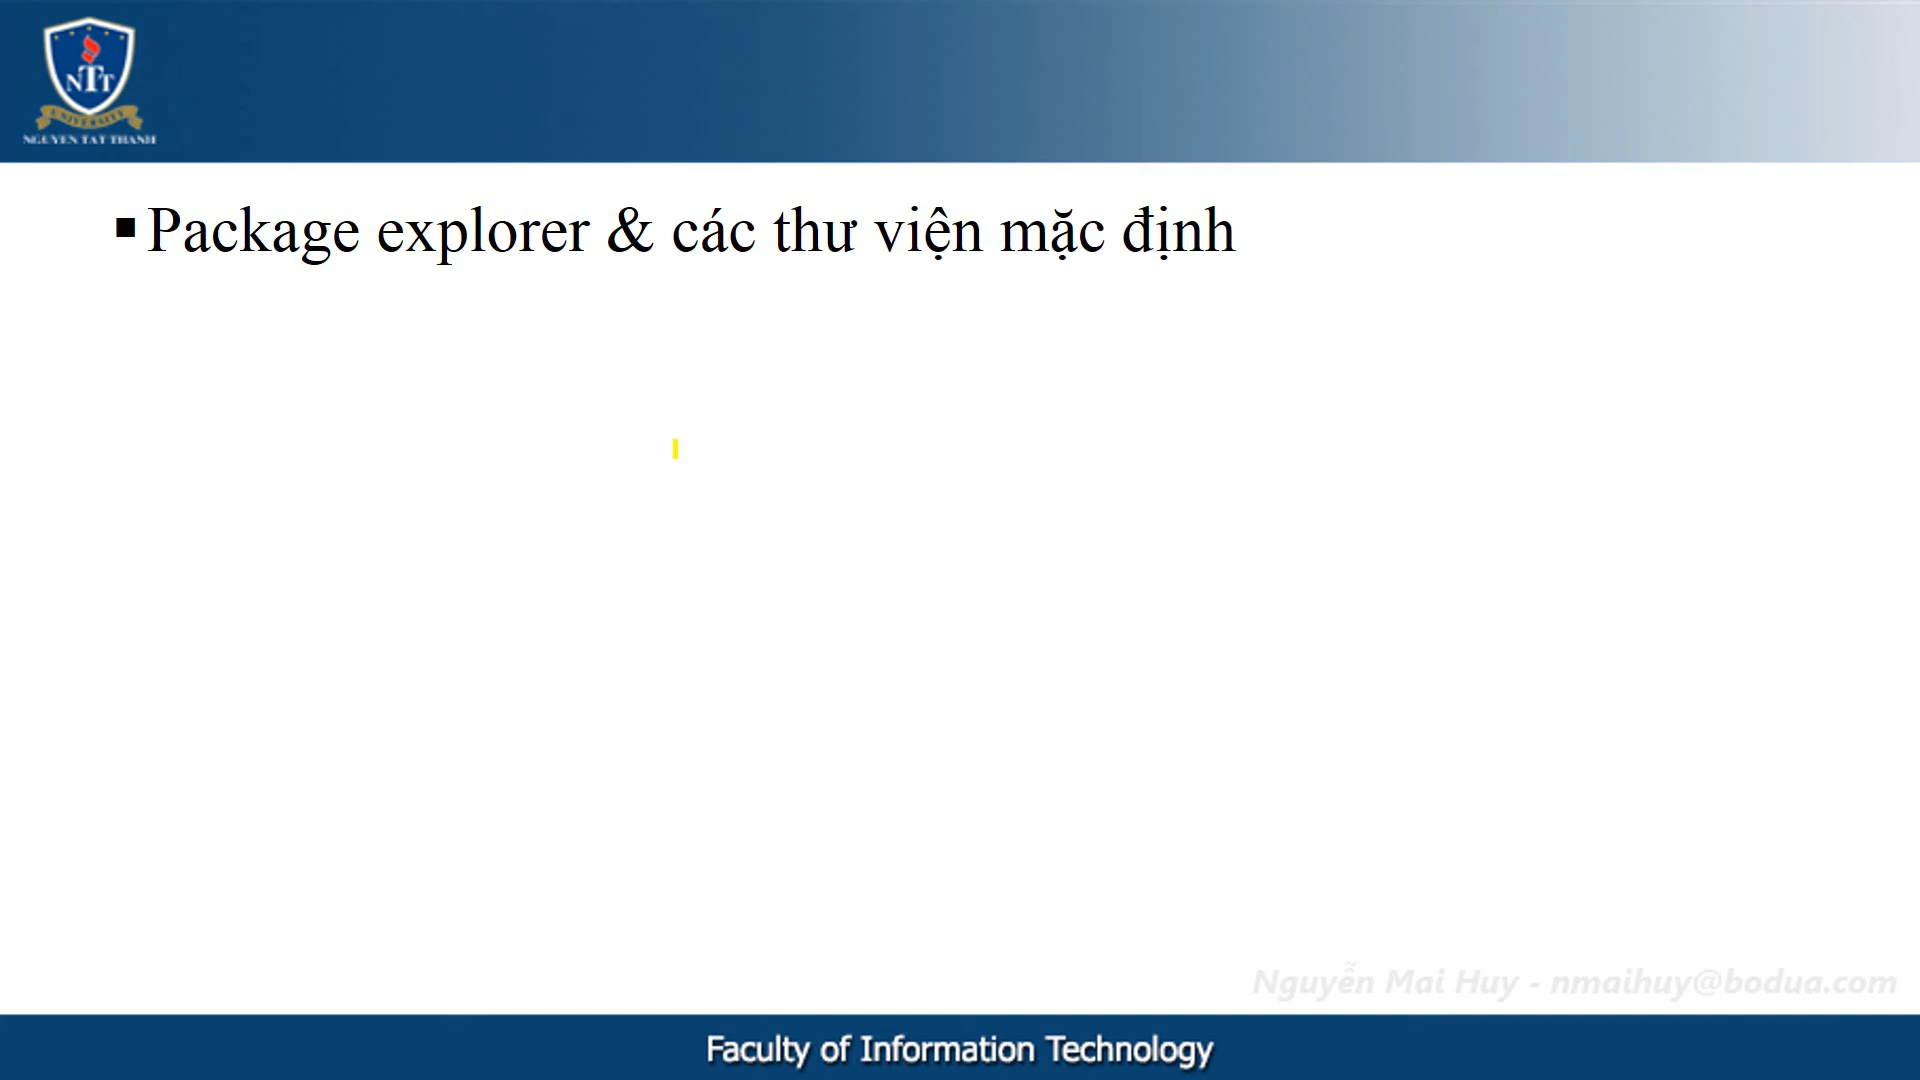 NTT
UNIVERSITY
NGUYEN TAT THANH
▪ Package explorer & các thư viện mặc định
Nguyễn Mai Huy - nmaihuy@bodua.com
Faculty of Information Technology